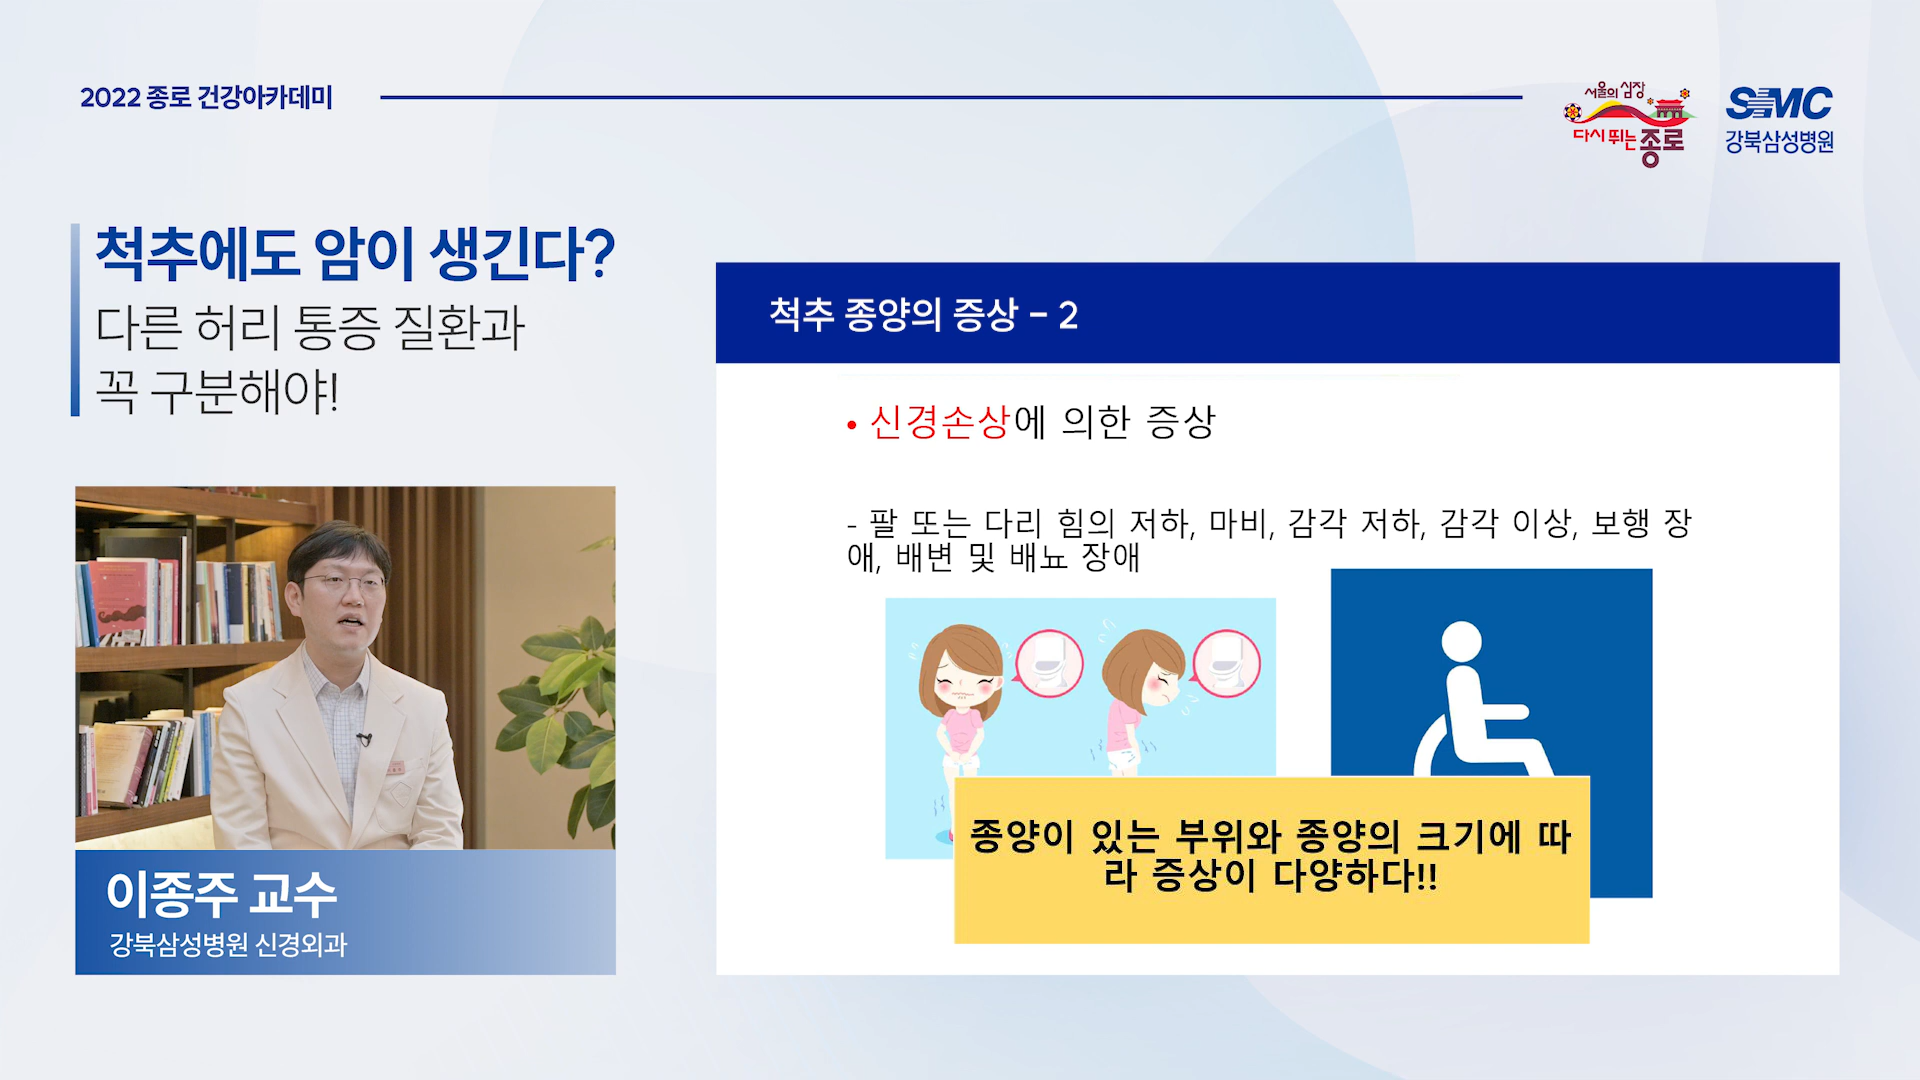 2022 종로 건강아카데미
서울의 심장
다시 뛰는 종로
SMC
강북삼성병원
척추에도 암이 생긴다?
다른 허리 통증 질환과
꼭 구분해야!
척추 종양의 증상 - 2
• 신경손상에 의한 증상
- 팔 또는 다리 힘의 저하, 마비, 감각 저하, 감각 이상, 보행 장
애, 배변 및 배뇨 장애
종양이 있는 부위와 종양의 크기에 따
라 증상이 다양하다!!
이종주 교수
강북삼성병원 신경외과